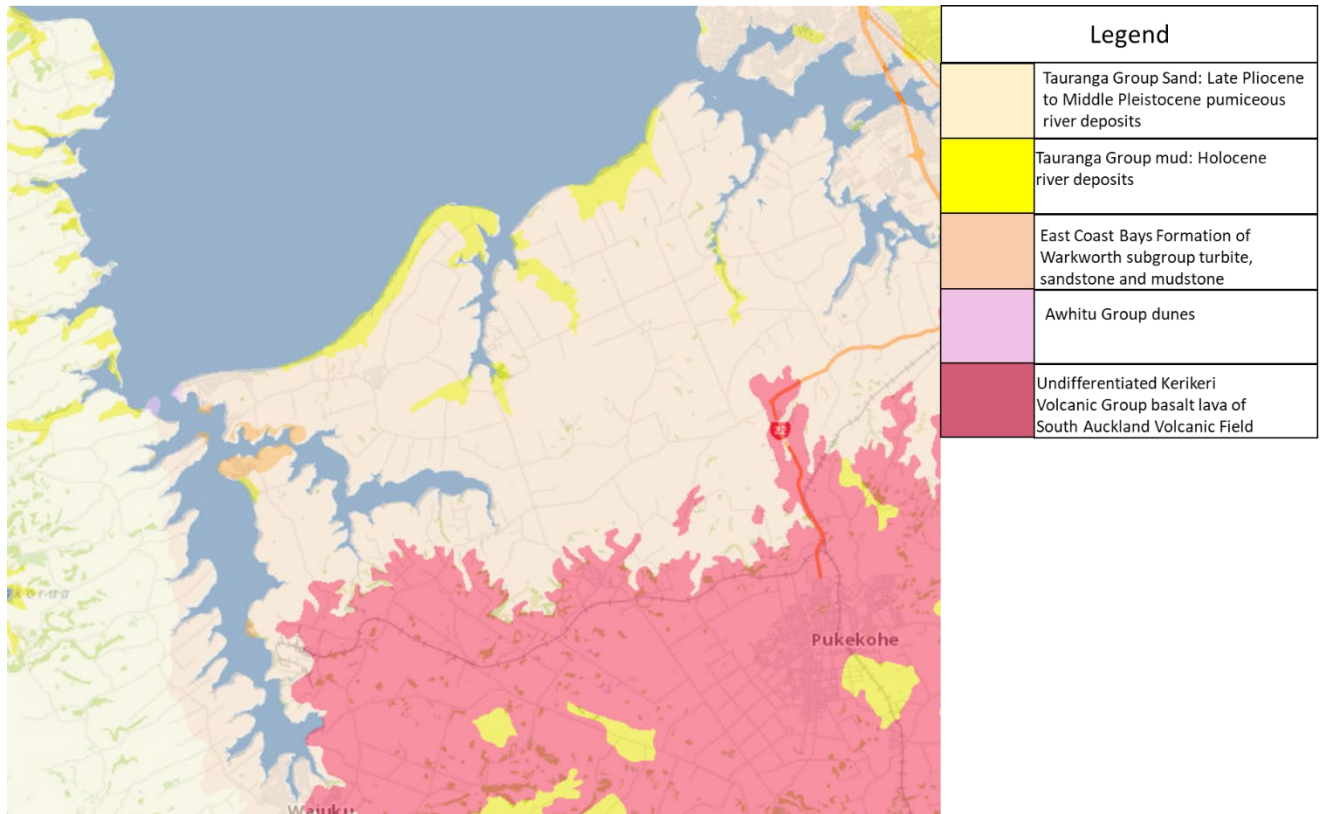 Legend
Tauranga Group Sand: Late Pliocene
to Middle Pleistocene pumiceous
river deposits
Tauranga Group mud: Holocene
river deposits
East Coast Bays Formation of
Warkworth subgroup turbite,
sandstone and mudstone
Awhitu Group dunes
Undifferentiated Kerikeri
Volcanic Group basalt lava of
South Auckland Volcanic Field
22
korua
Pukekohe
Waiuku